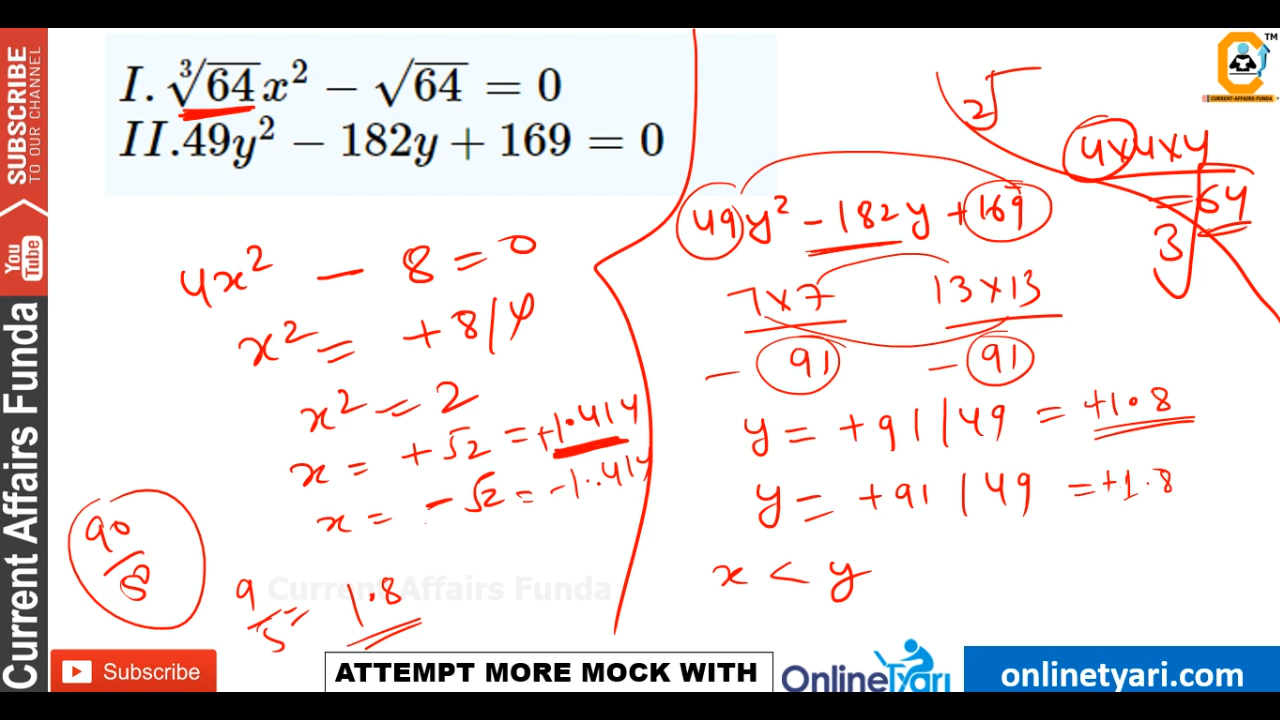 SUBSCRIBE
TO OUR CHANNEL
You
Tube
Current Affairs Funda
I. ∛64x² − √64 = 0
II.49y² − 182y + 169 = 0
TM
CURRENT-AFFAIRS-FUNDA
4x² − 8 = 0
x² = +8/4
x² = 2
x = +√2 = +1.414
x = −√2 = −1.414
90/
9/5 = 1.8
2√
4×4×4
= 64
3√
49y² − 182y + 169
7×7 13×13
− 91 − 91
y = +91/49 = +1.8
y = +91/49 = +1.8
x < y
Current Affairs Funda
Subscribe
ATTEMPT MORE MOCK WITH
OnlineTyari
onlinetyari.com